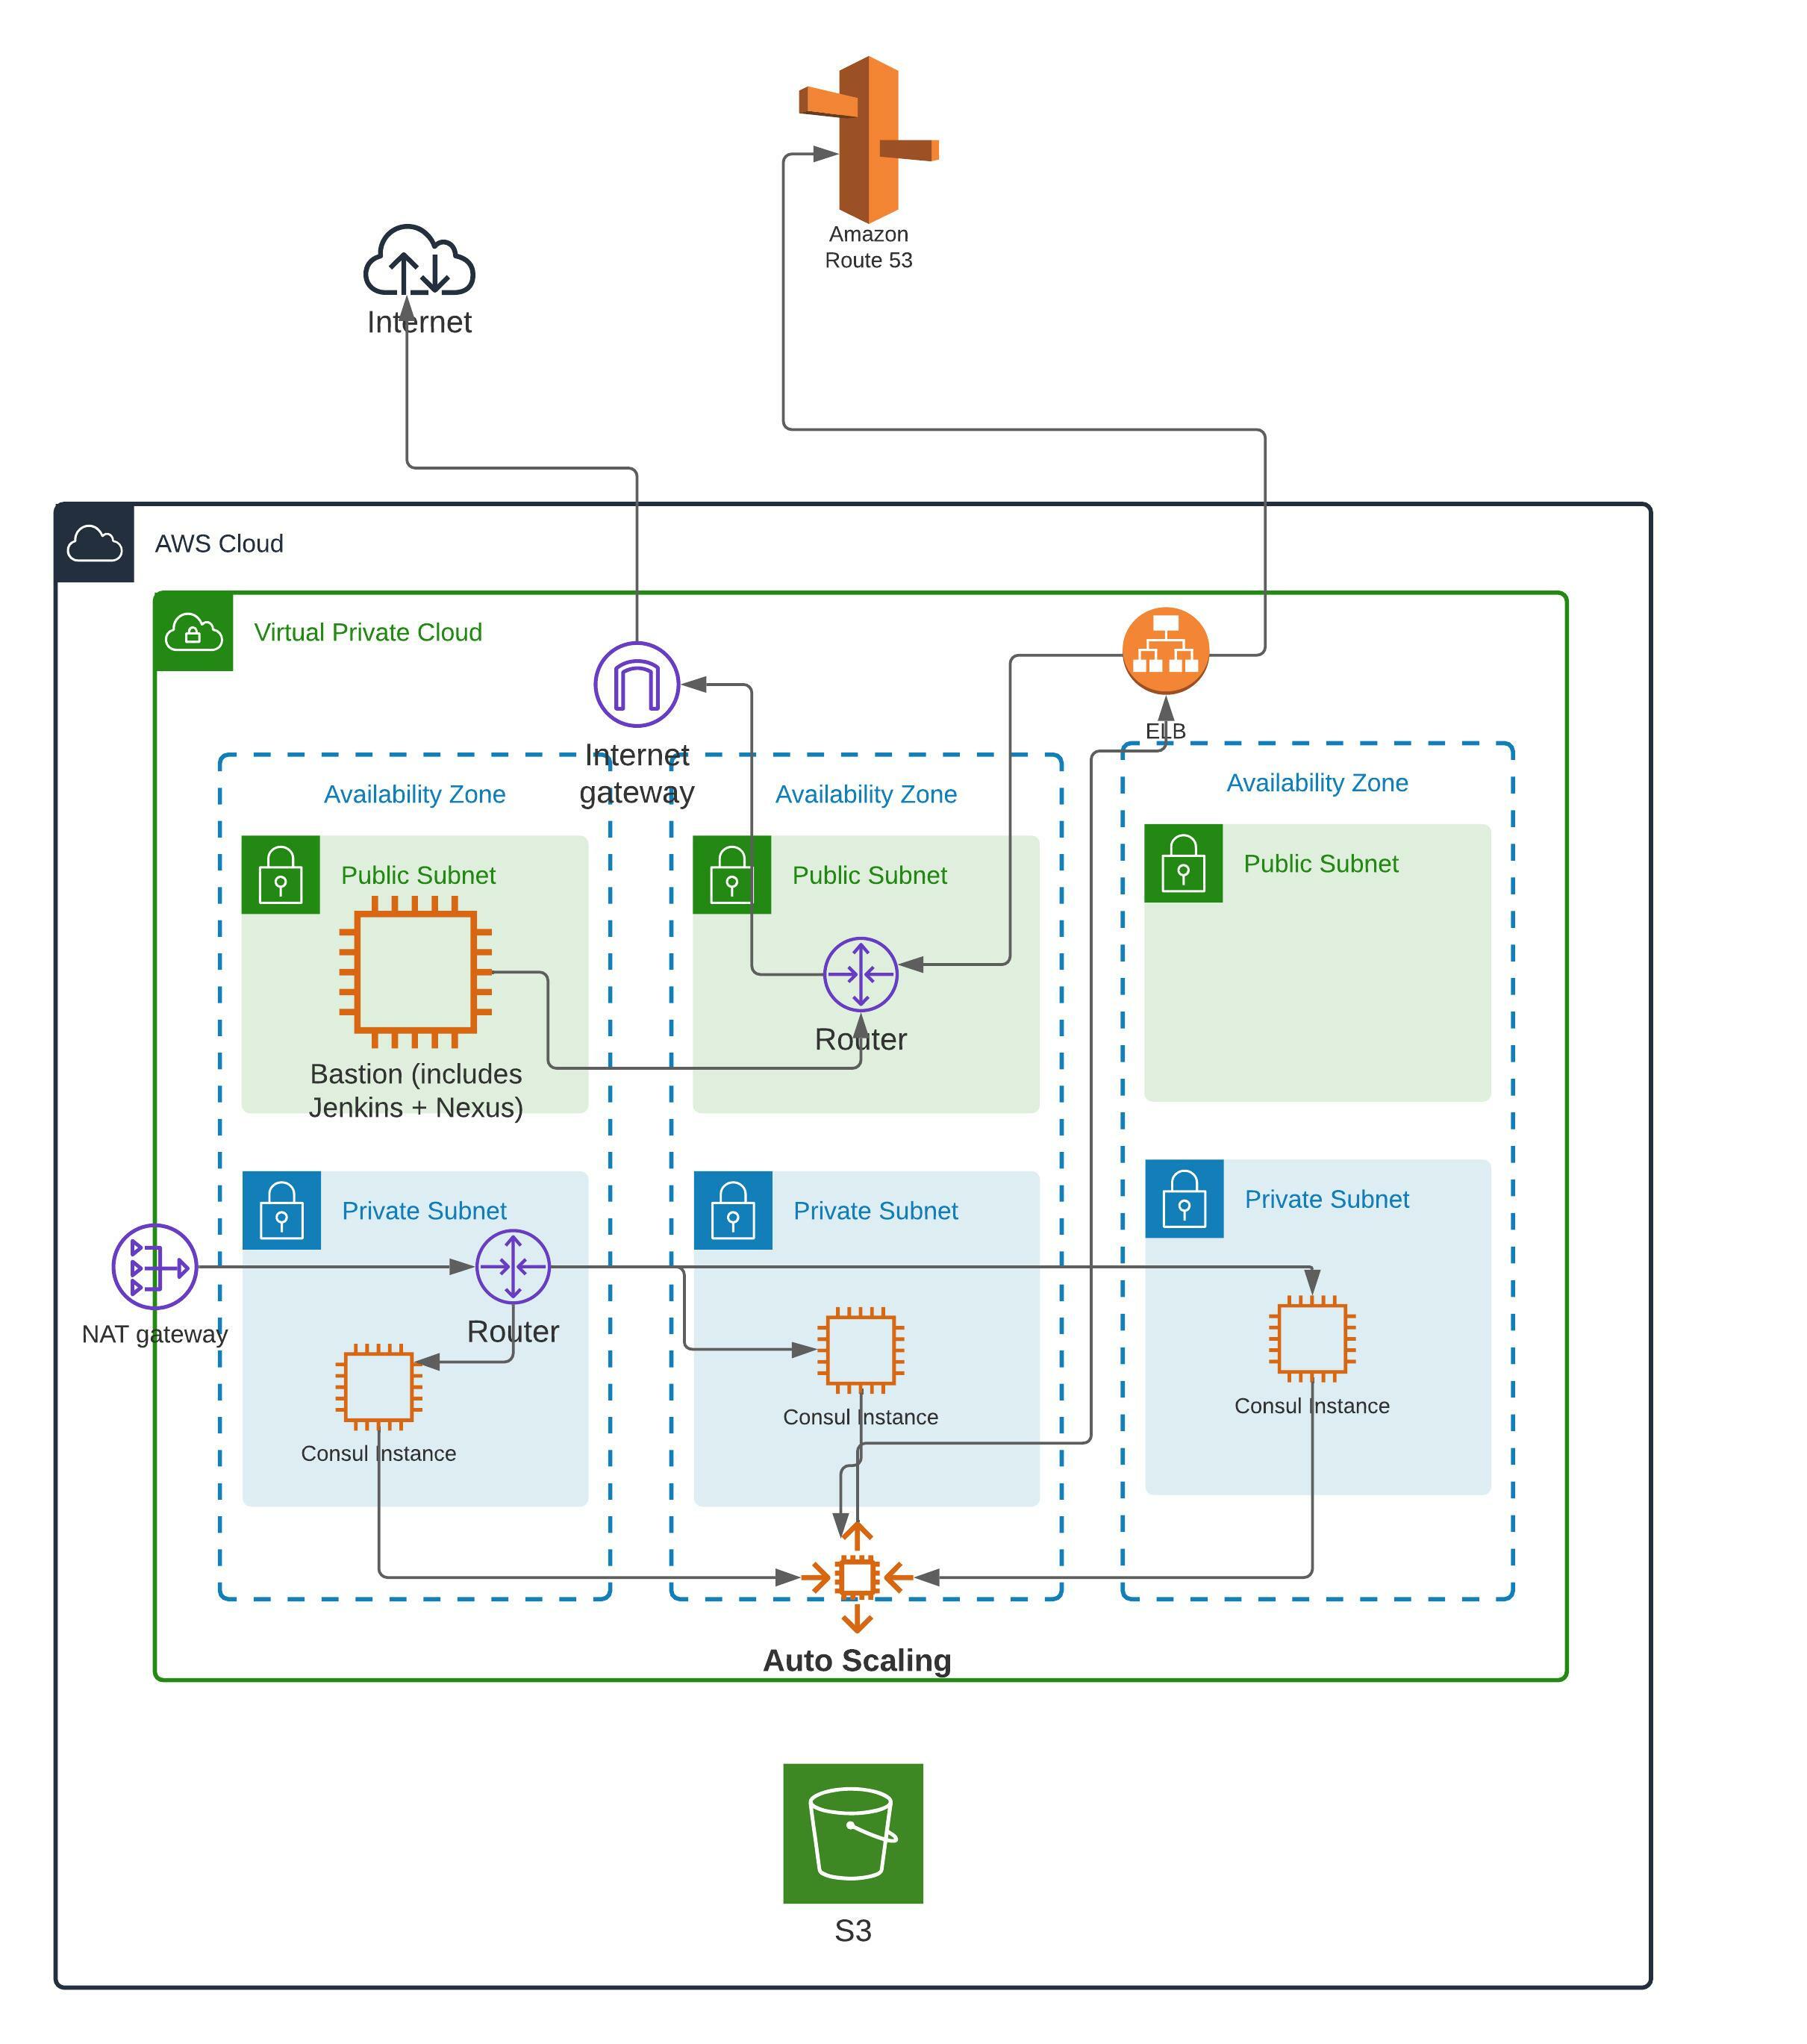 Amazon
Route 53
Internet
AWS Cloud
Virtual Private Cloud
ELB
Internet
gateway
Availability Zone
Availability Zone
Availability Zone
Public Subnet
Public Subnet
Public Subnet
Router
Bastion (includes
Jenkins + Nexus)
Private Subnet
Private Subnet
Private Subnet
NAT gateway
Router
Consul Instance
Consul Instance
Consul Instance
Auto Scaling
S3